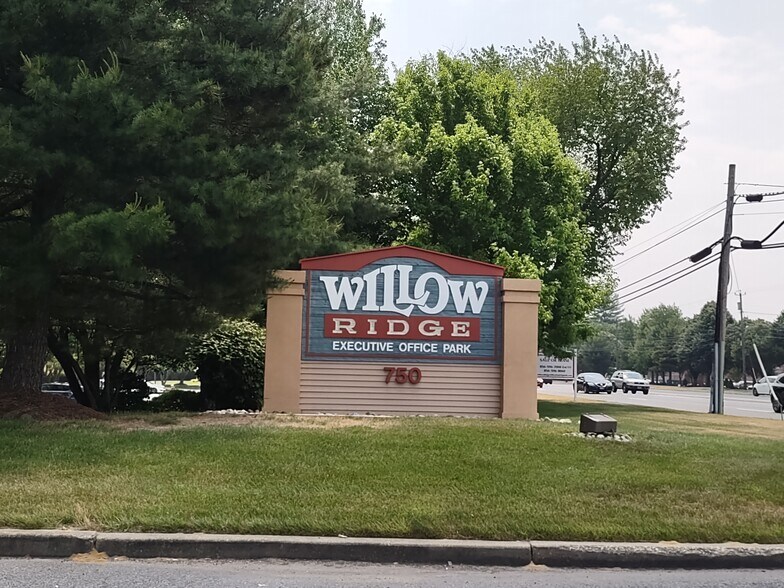 WILLOW
RIDGE
EXECUTIVE OFFICE PARK
750